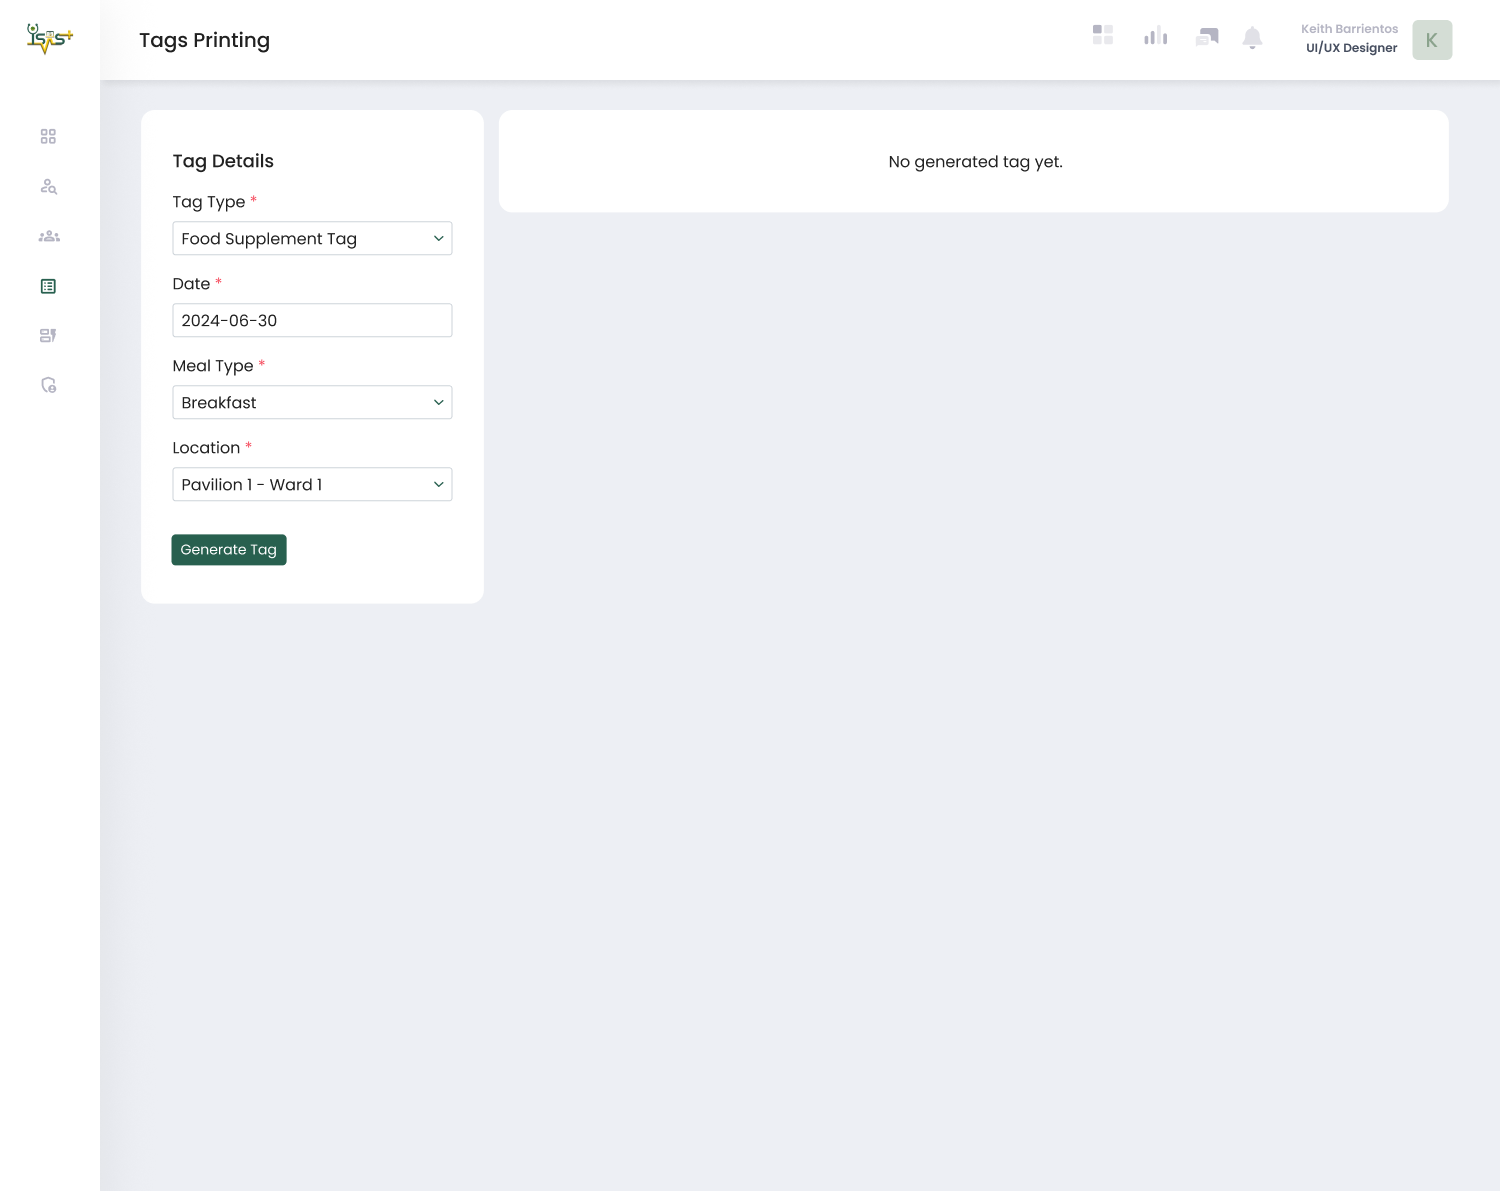 ISIS+
Tags Printing
Keith Barrientos
UI/UX Designer
K
Tag Details
Tag Type *
Food Supplement Tag
Date *
2024-06-30
Meal Type *
Breakfast
Location *
Pavilion 1 - Ward 1
Generate Tag
No generated tag yet.